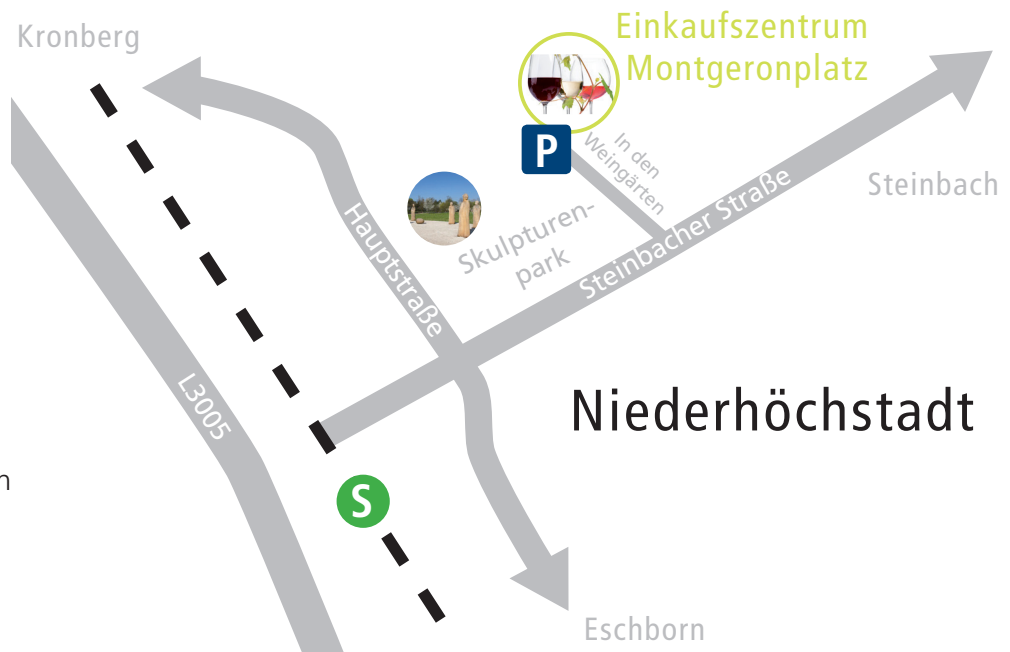 Kronberg
Einkaufszentrum
Montgeronplatz
P
In den
Weingärten
Steinbach
Hauptstraße
Skulpturen-
park
Steinbacher Straße
L3005
Niederhöchstadt
n
S
Eschborn